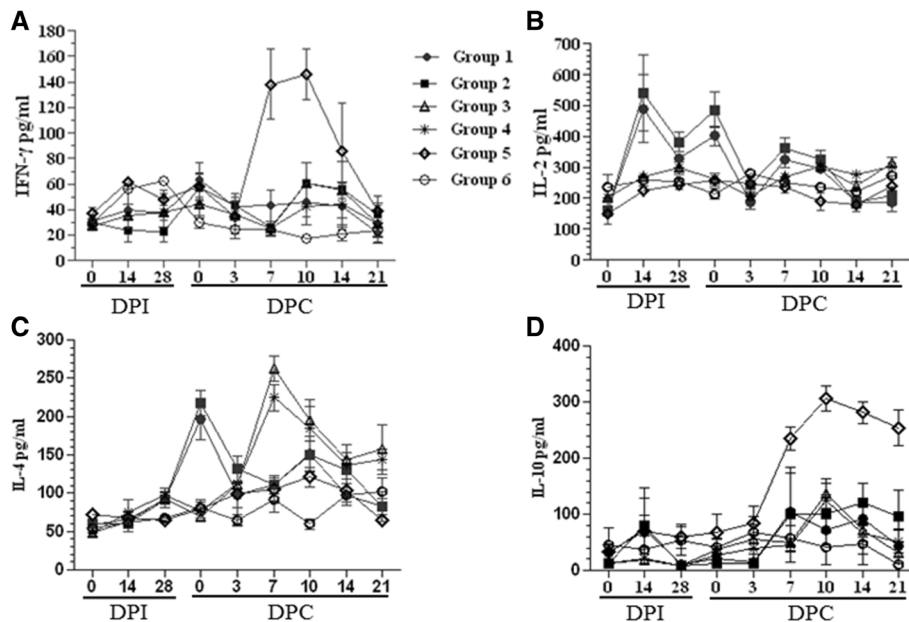 A
IFN-γ pg/ml
180
160
140
120
100
80
60
40
20
0
0 14 28 0 3 7 10 14 21
DPI DPC
Group 1
Group 2
Group 3
Group 4
Group 5
Group 6
B
IL-2 pg/ml
700
600
500
400
300
200
100
0
0 14 28 0 3 7 10 14 21
DPI DPC
C
IL-4 pg/ml
300
250
200
150
100
50
0
0 14 28 0 3 7 10 14 21
DPI DPC
D
IL-10 pg/ml
400
300
200
100
0
0 14 28 0 3 7 10 14 21
DPI DPC